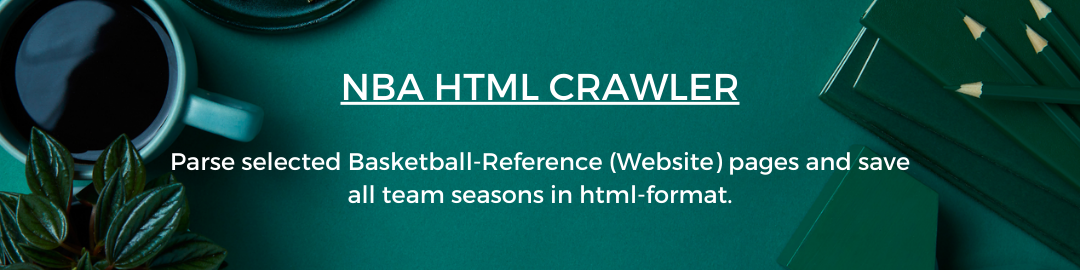 NBA HTML CRAWLER
Parse selected Basketball-Reference (Website) pages and save
all team seasons in html-format.